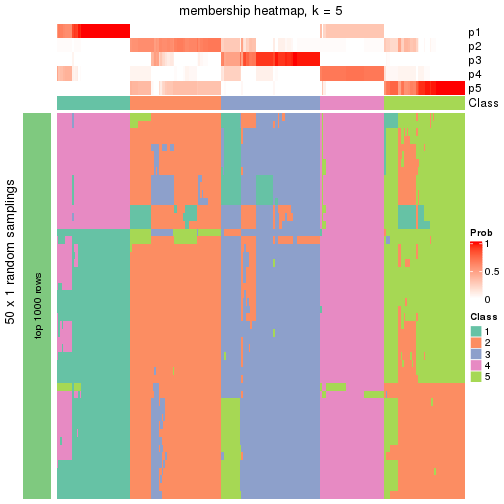 membership heatmap, k = 5
p1
p2
p3
p4
p5
Class
50 x 1 random samplings
top 1000 rows
Prob
1
0.5
0
Class
1
2
3
4
5